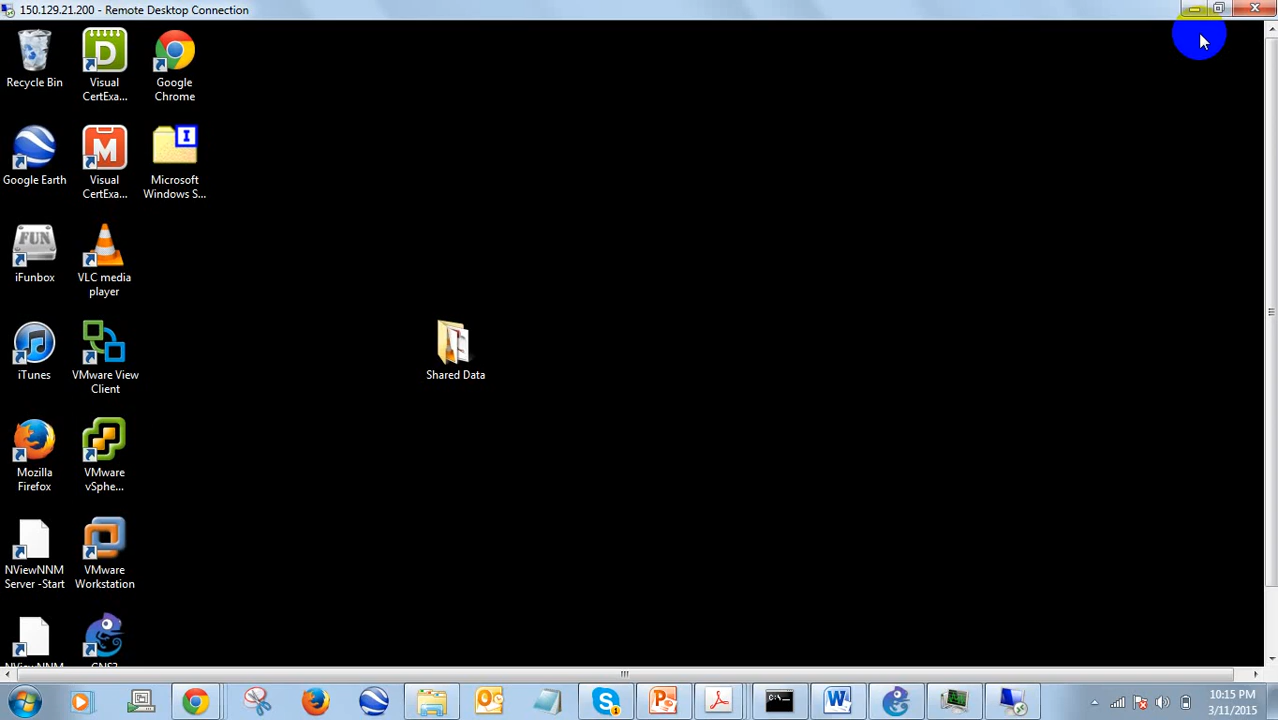 150.129.21.200 - Remote Desktop Connection
Recycle Bin
Visual
CertExa...
Google
Chrome
Google Earth
Visual
CertExa...
Microsoft
Windows S...
iFunbox
VLC media
player
iTunes
VMware View
Client
Shared Data
Mozilla
Firefox
VMware
vSphe...
NViewNNM
Server -Start
VMware
Workstation
NViewNNM
GNS3
10:15 PM
3/11/2015